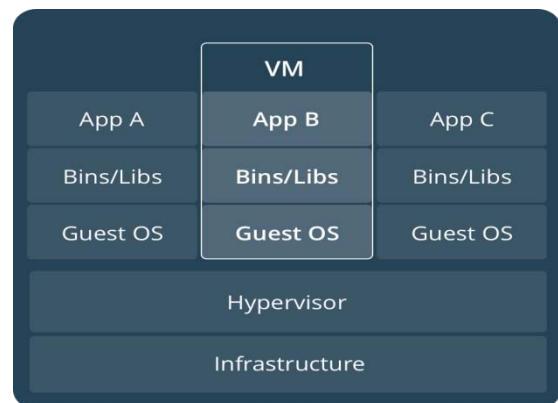 VM
App A App B App C
Bins/Libs Bins/Libs Bins/Libs
Guest OS Guest OS Guest OS
Hypervisor
Infrastructure